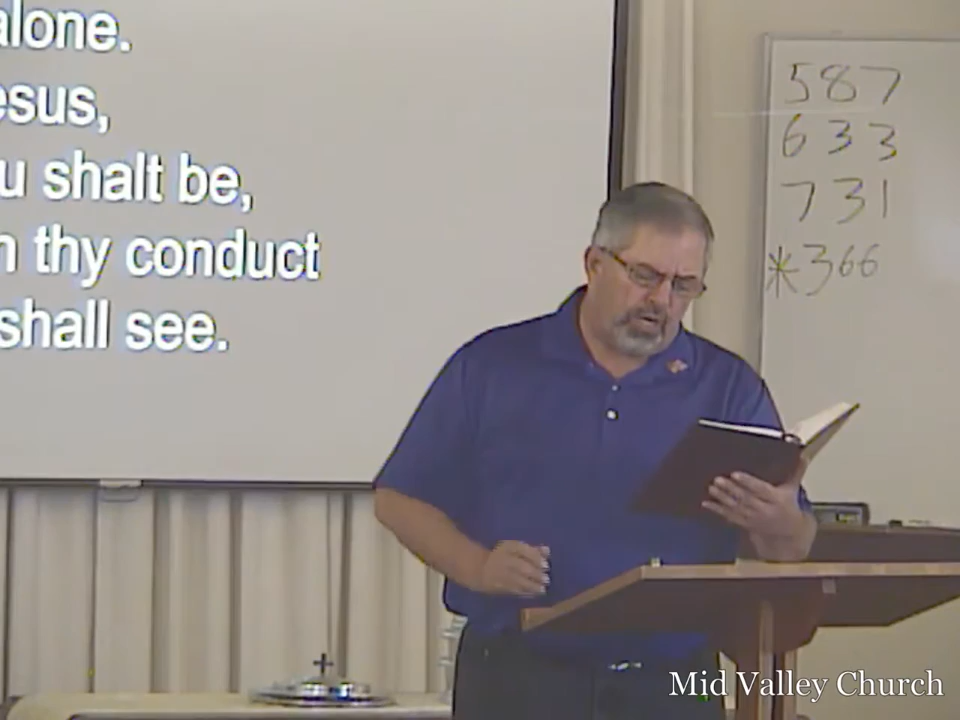 alone.
esus,
u shalt be,
n thy conduct
shall see.
587
633
731
*366
Mid Valley Church